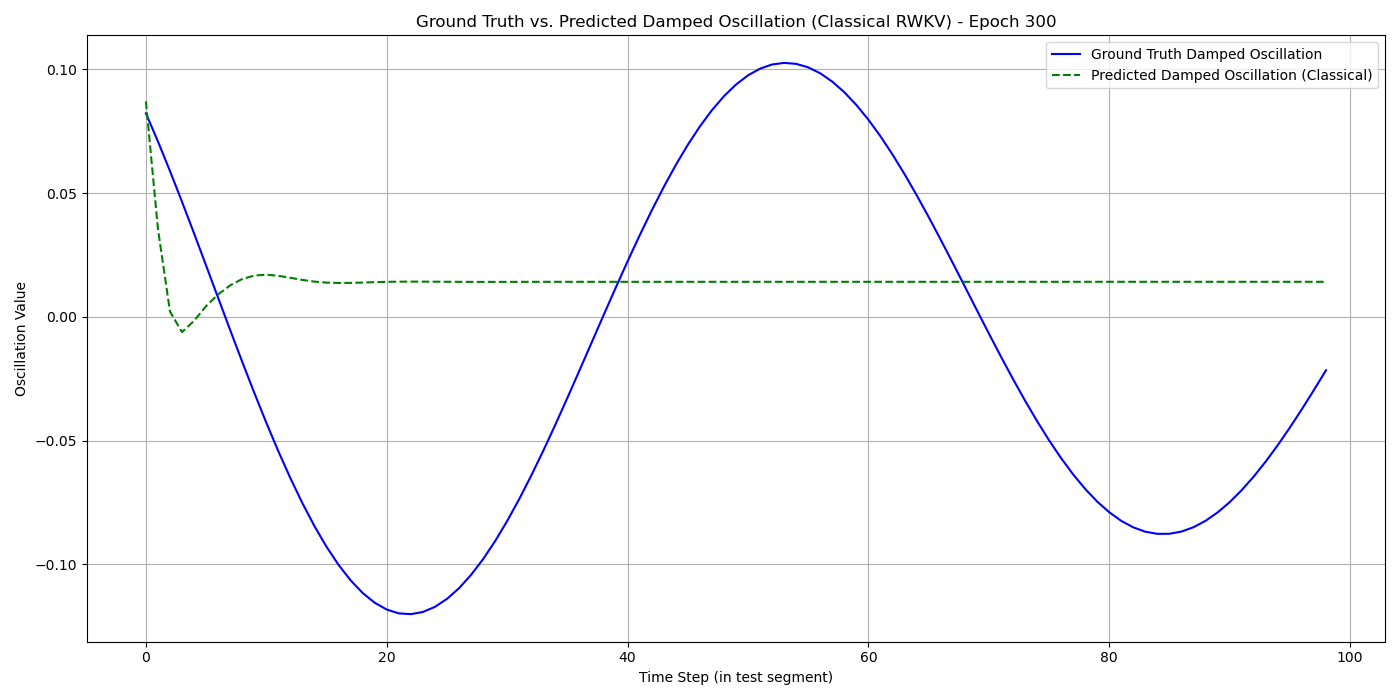 Ground Truth vs. Predicted Damped Oscillation (Classical RWKV) - Epoch 300
Ground Truth Damped Oscillation
Predicted Damped Oscillation (Classical)
Oscillation Value
0.10
0.05
0.00
−0.05
−0.10
0 20 40 60 80 100
Time Step (in test segment)